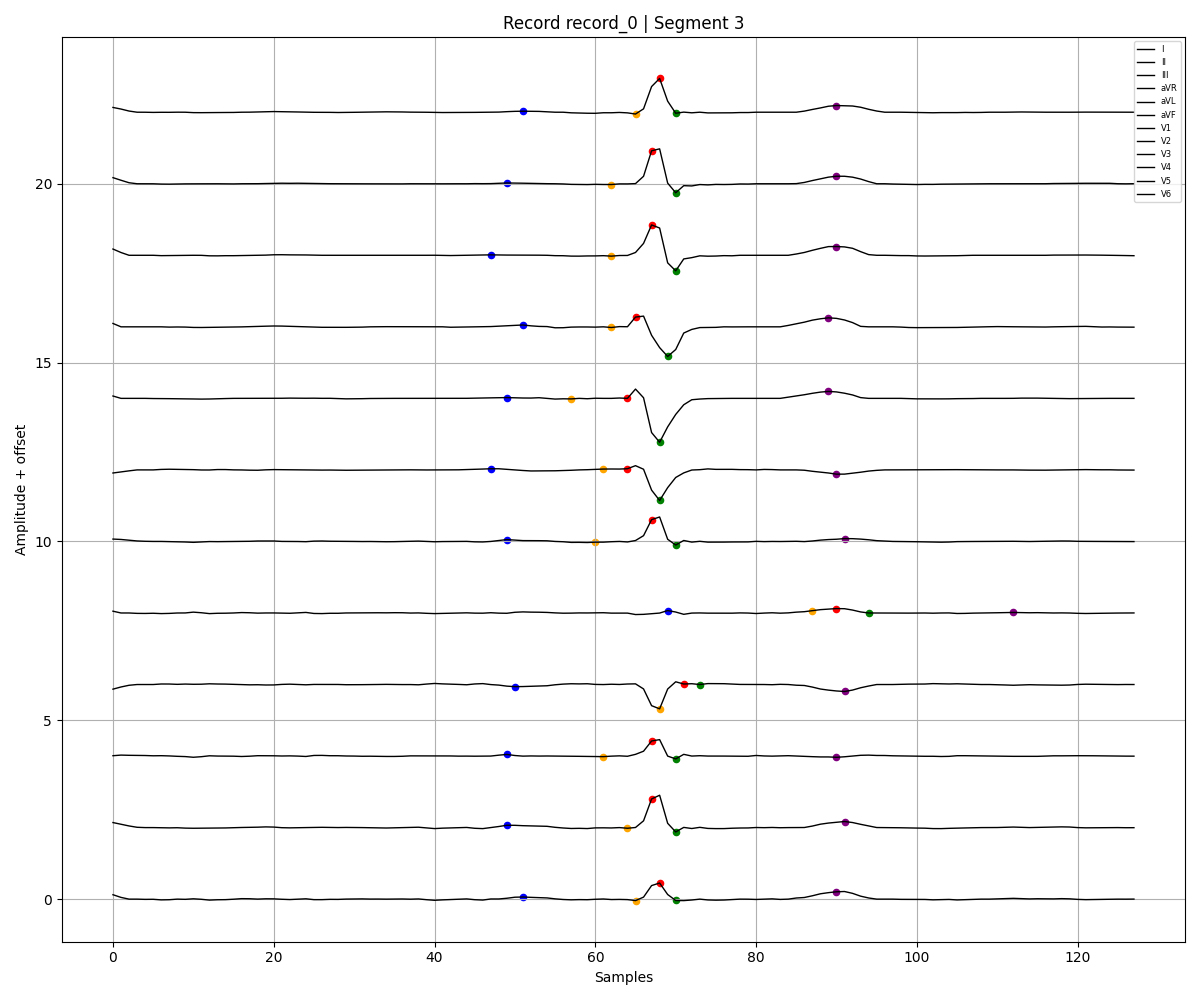 Record record_0 | Segment 3
I
II
III
aVR
aVL
aVF
V1
V2
V3
V4
V5
V6
20
15
10
5
0
Amplitude + offset
0 20 40 60 80 100 120
Samples